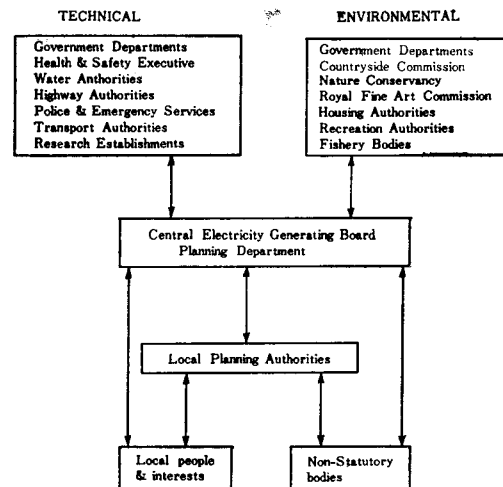 TECHNICAL
Government Departments
Health & Safety Executive
Water Anthorities
Highway Authorities
Police & Emergency Services
Transport Authorities
Research Establishments
ENVIRONMENTAL
Government Departments
Countryside Commission
Nature Conservancy
Royal Fine Art Commission
Housing Authorities
Recreation Authorities
Fishery Bodies
Central Electricity Generating Board
Planning Department
Local Planning Authorities
Local people
& interests
Non-Statutory
bodies